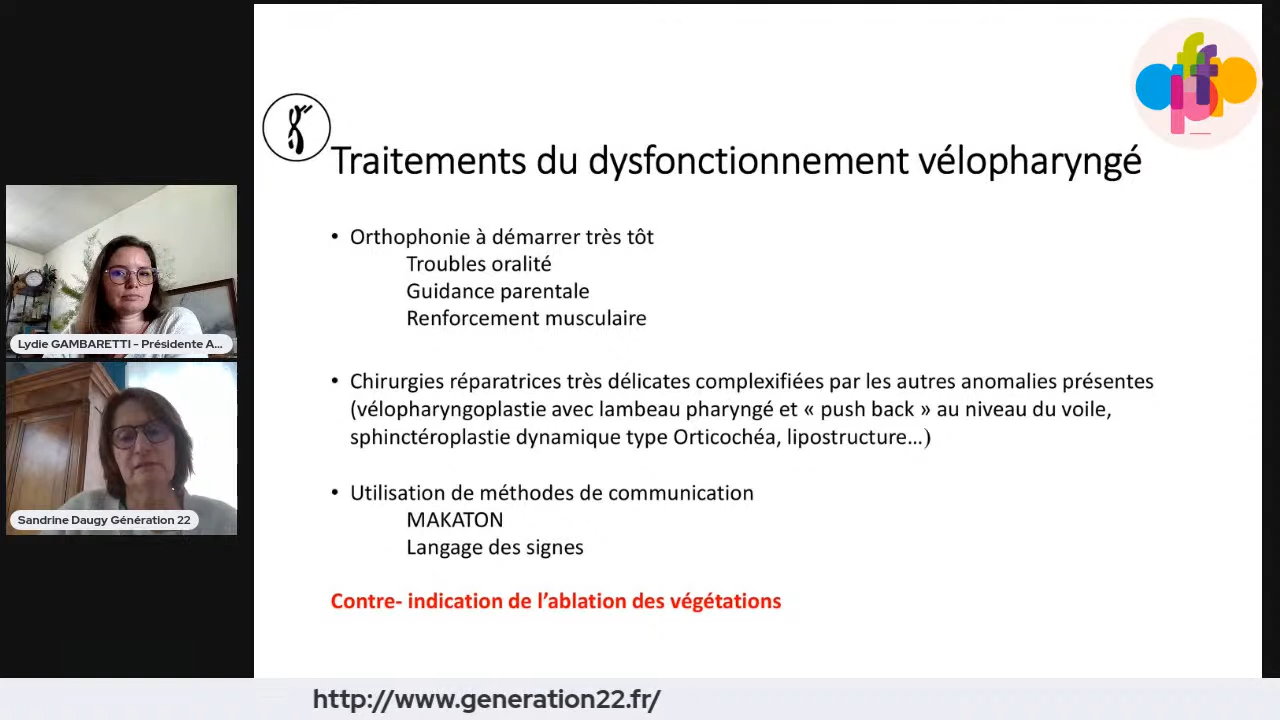 Traitements du dysfonctionnement vélopharyngé
• Orthophonie à démarrer très tôt
Troubles oralité
Guidance parentale
Renforcement musculaire
• Chirurgies réparatrices très délicates complexifiées par les autres anomalies présentes
(vélopharyngoplastie avec lambeau pharyngé et « push back » au niveau du voile,
sphinctéroplastie dynamique type Orticochéa, lipostructure...)
• Utilisation de méthodes de communication
MAKATON
Langage des signes
Contre- indication de l’ablation des végétations
Lydie GAMBARETTI - Présidente A...
Sandrine Daugy Génération 22
http://www.generation22.fr/